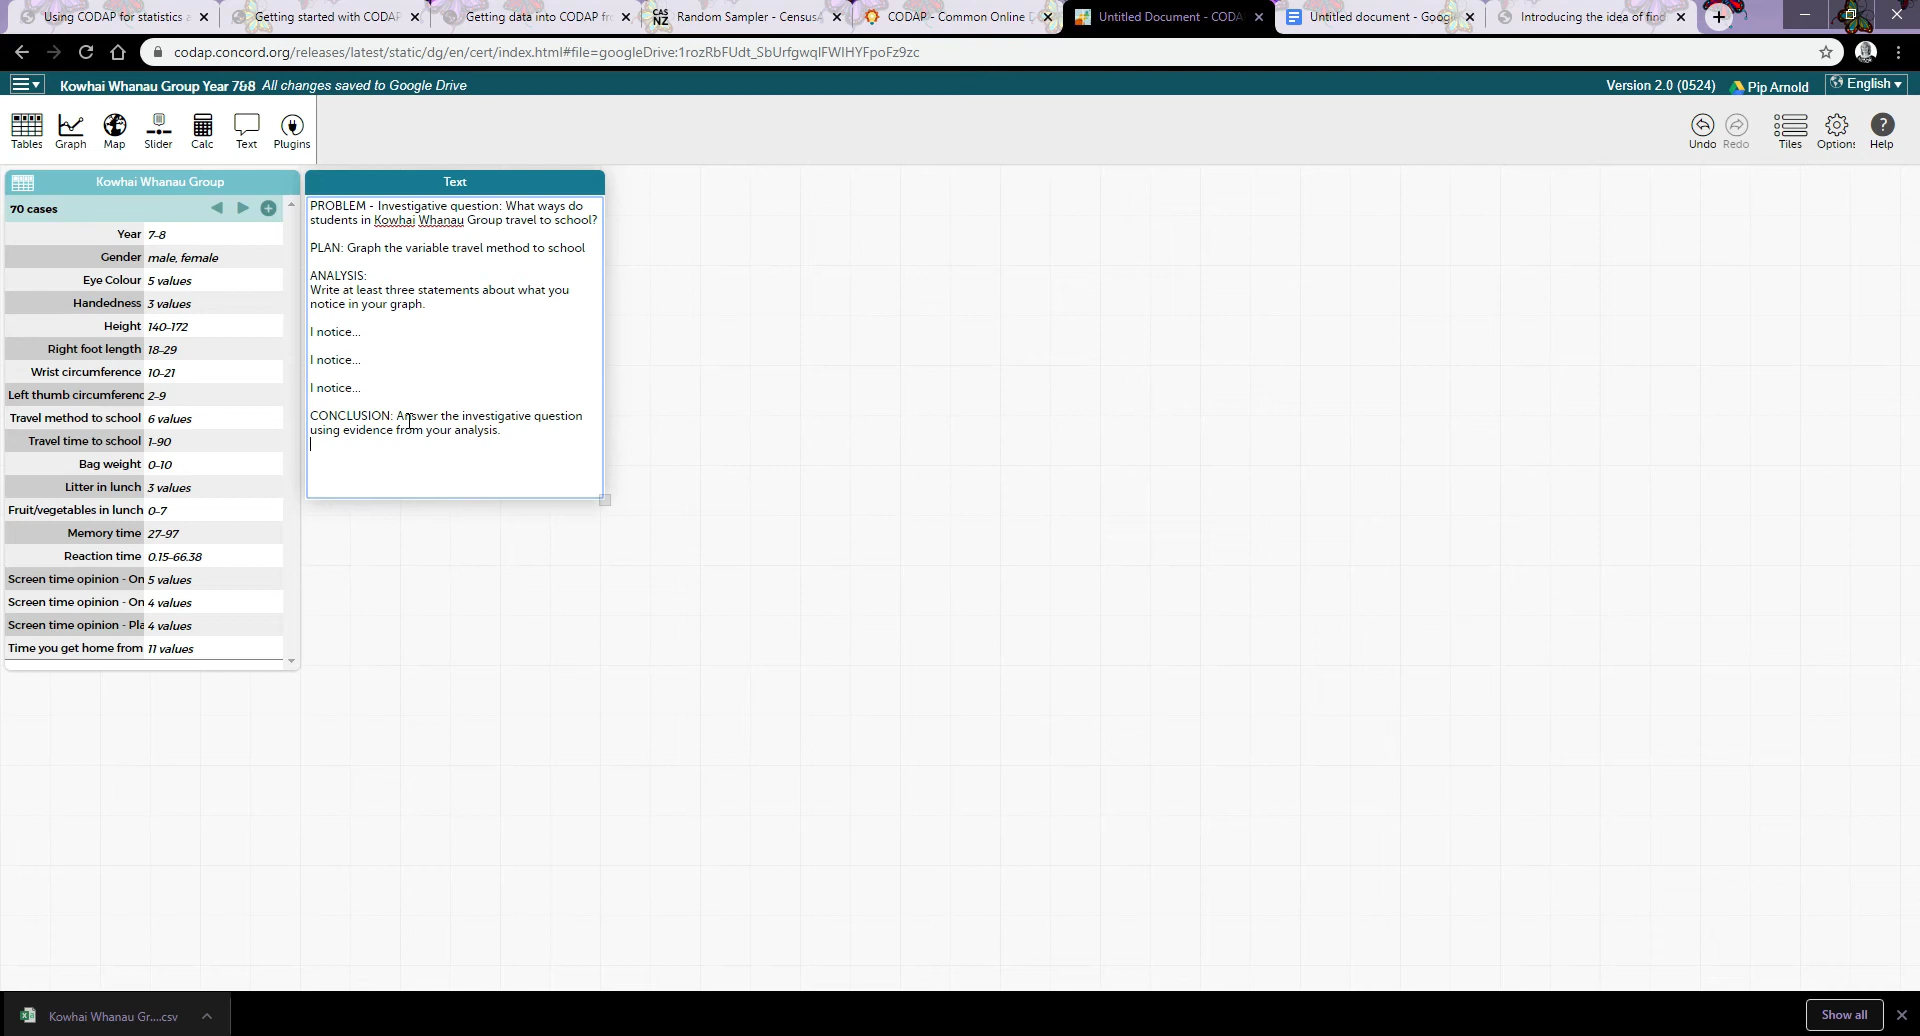 Using CODAP for statistics a
Getting started with CODAP
Getting data into CODAP fr
CAS NZ
Random Sampler - Census
CODAP - Common Online D
Untitled Document - CODA
Untitled document - Goog
Introducing the idea of find
codap.concord.org/releases/latest/static/dg/en/cert/index.html#file=googleDrive:1rozRbFUdt_SbUrfgwqIFWIHYFpoFz9zc
Kowhai Whanau Group Year 7&8 All changes saved to Google Drive
Version 2.0 (0524)
Pip Arnold
English
Tables
Graph
Map
Slider
Calc
Text
Plugins
Undo
Redo
Tiles
Options
Help
Kowhai Whanau Group
70 cases
Year 7-8
Gender male, female
Eye Colour 5 values
Handedness 3 values
Height 140-172
Right foot length 18-29
Wrist circumference 10-21
Left thumb circumferenc 2-9
Travel method to school 6 values
Travel time to school 1-90
Bag weight 0-10
Litter in lunch 3 values
Fruit/vegetables in lunch 0-7
Memory time 27-97
Reaction time 0.15-66.38
Screen time opinion - On 5 values
Screen time opinion - On 4 values
Screen time opinion - Pla 4 values
Time you get home from 11 values
Text
PROBLEM - Investigative question: What ways do
students in Kowhai Whanau Group travel to school?
PLAN: Graph the variable travel method to school
ANALYSIS:
Write at least three statements about what you
notice in your graph.
I notice...
I notice...
I notice...
CONCLUSION: Answer the investigative question
using evidence from your analysis.
Kowhai Whanau Gr....csv
Show all